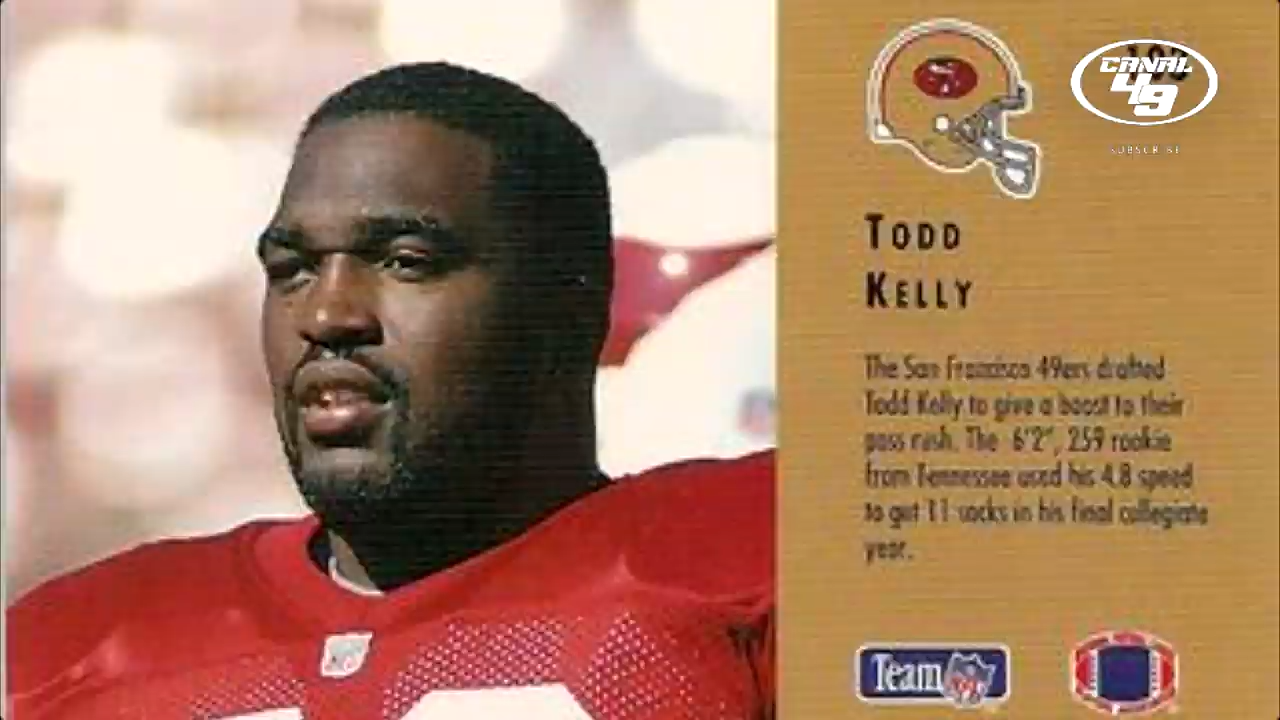 CANAL
49
SUBSCRIBE
TODD
KELLY
The San Francisco 49ers drafted
Todd Kelly to give a boost to their
pass rush. The 6'2", 259 rookie
from Tennessee used his 4.8 speed
to get 11 sacks in his final collegiate
year.
Team NFL